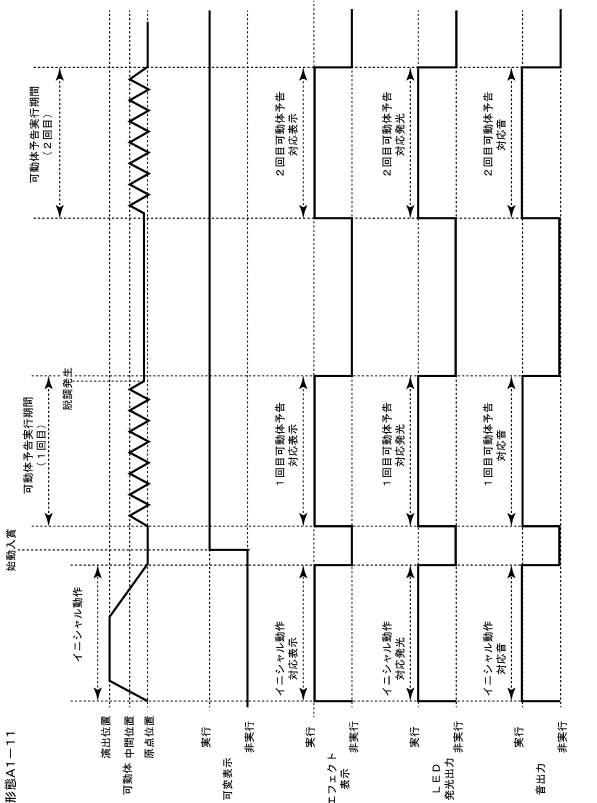 形態A1－11
始動入賞
イニシャル動作
可動体予告実行期間
（１回目）
脱調発生
可動体予告実行期間
（２回目）
可動体
演出位置
中間位置
原点位置
可変表示
実行
非実行
エフェクト
表示
実行
非実行
イニシャル動作
対応表示
１回目可動体予告
対応表示
２回目可動体予告
対応表示
ＬＥＤ
発光出力
実行
非実行
イニシャル動作
対応発光
１回目可動体予告
対応発光
２回目可動体予告
対応発光
音出力
実行
非実行
イニシャル動作
対応音
１回目可動体予告
対応音
２回目可動体予告
対応音